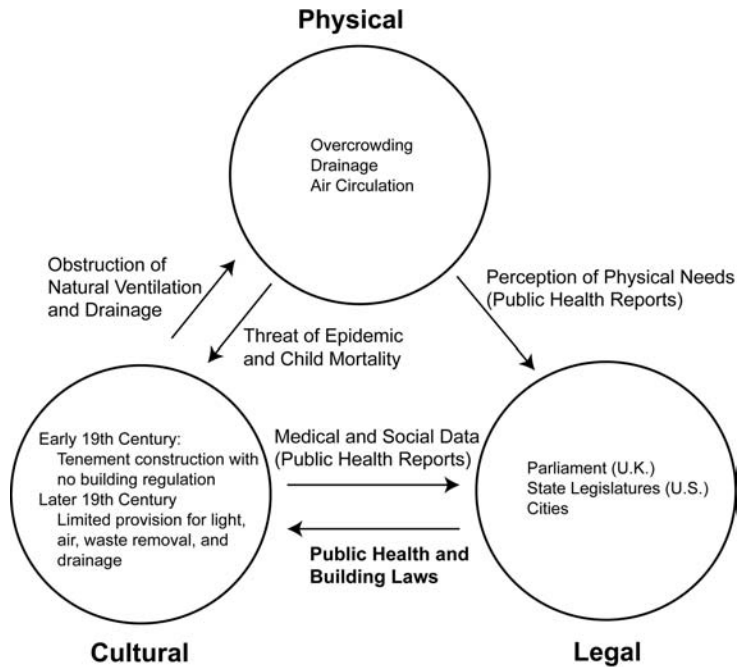 Physical
Overcrowding
Drainage
Air Circulation
Obstruction of
Natural Ventilation
and Drainage
Perception of Physical Needs
(Public Health Reports)
Threat of Epidemic
and Child Mortality
Early 19th Century:
Tenement construction with
no building regulation
Later 19th Century
Limited provision for light,
air, waste removal, and
drainage
Medical and Social Data
(Public Health Reports)
Parliament (U.K.)
State Legislatures (U.S.)
Cities
Public Health and
Building Laws
Cultural
Legal